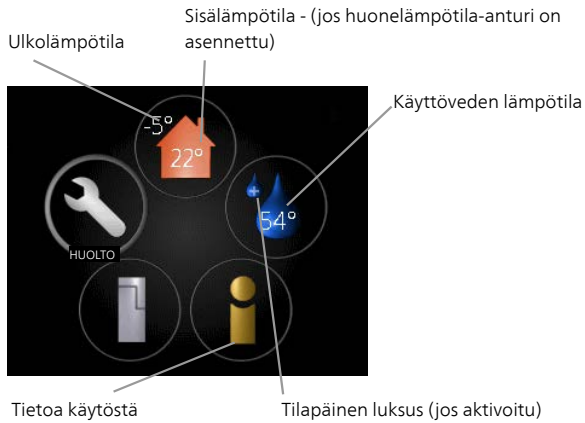 Sisälämpötila - (jos huonelämpötila-anturi on
asennettu)
Ulkolämpötila
Käyttöveden lämpötila
-5°
22°
54°
HUOLTO
Tietoa käytöstä
Tilapäinen luksus (jos aktivoitu)